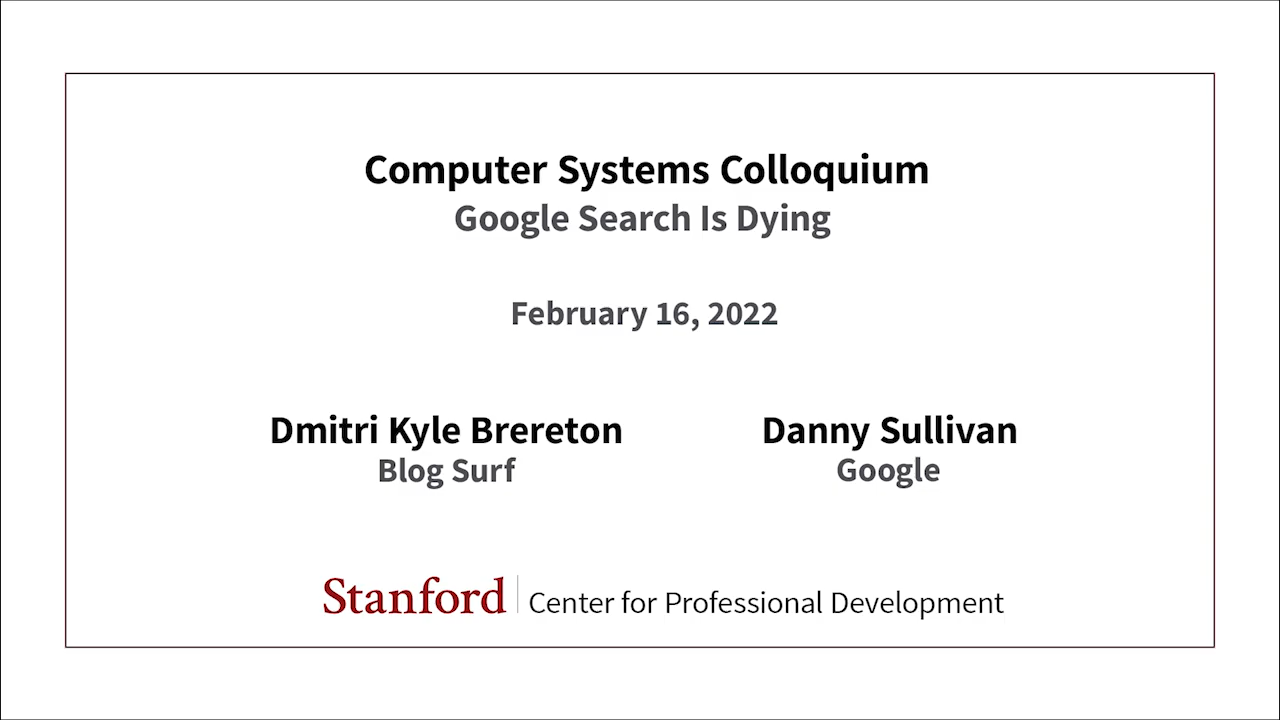 Computer Systems Colloquium
Google Search Is Dying
February 16, 2022
Dmitri Kyle Brereton
Blog Surf
Danny Sullivan
Google
Stanford | Center for Professional Development